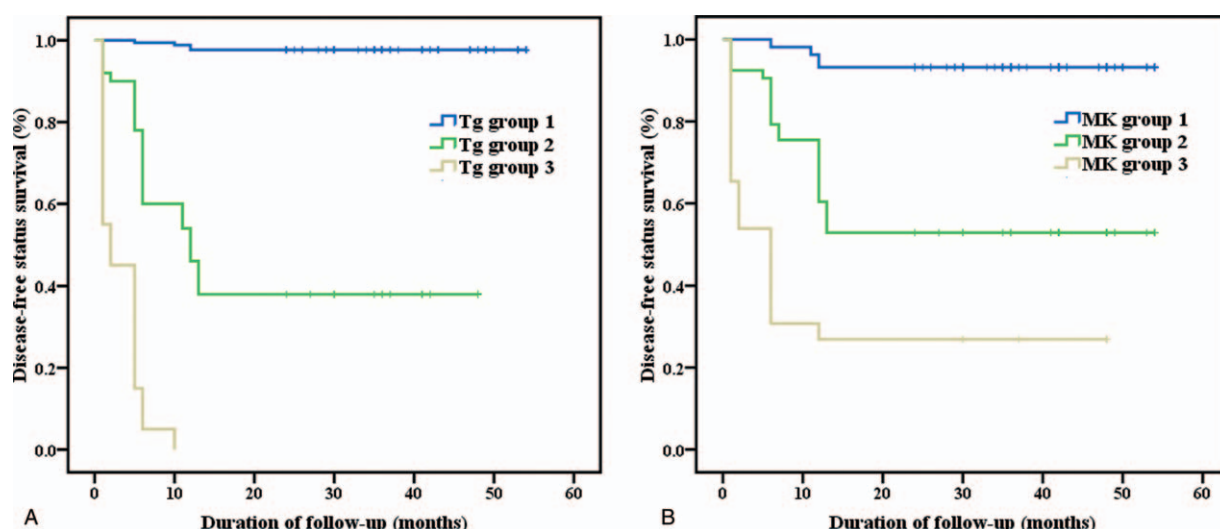 Disease-free status survival (%)
1.0
0.8
0.6
0.4
0.2
0.0
Tg group 1
Tg group 2
Tg group 3
0 10 20 30 40 50 60
A
Duration of follow-up (months)
Disease-free status survival (%)
1.0
0.8
0.6
0.4
0.2
0.0
MK group 1
MK group 2
MK group 3
0 10 20 30 40 50 60
B
Duration of follow-up (months)